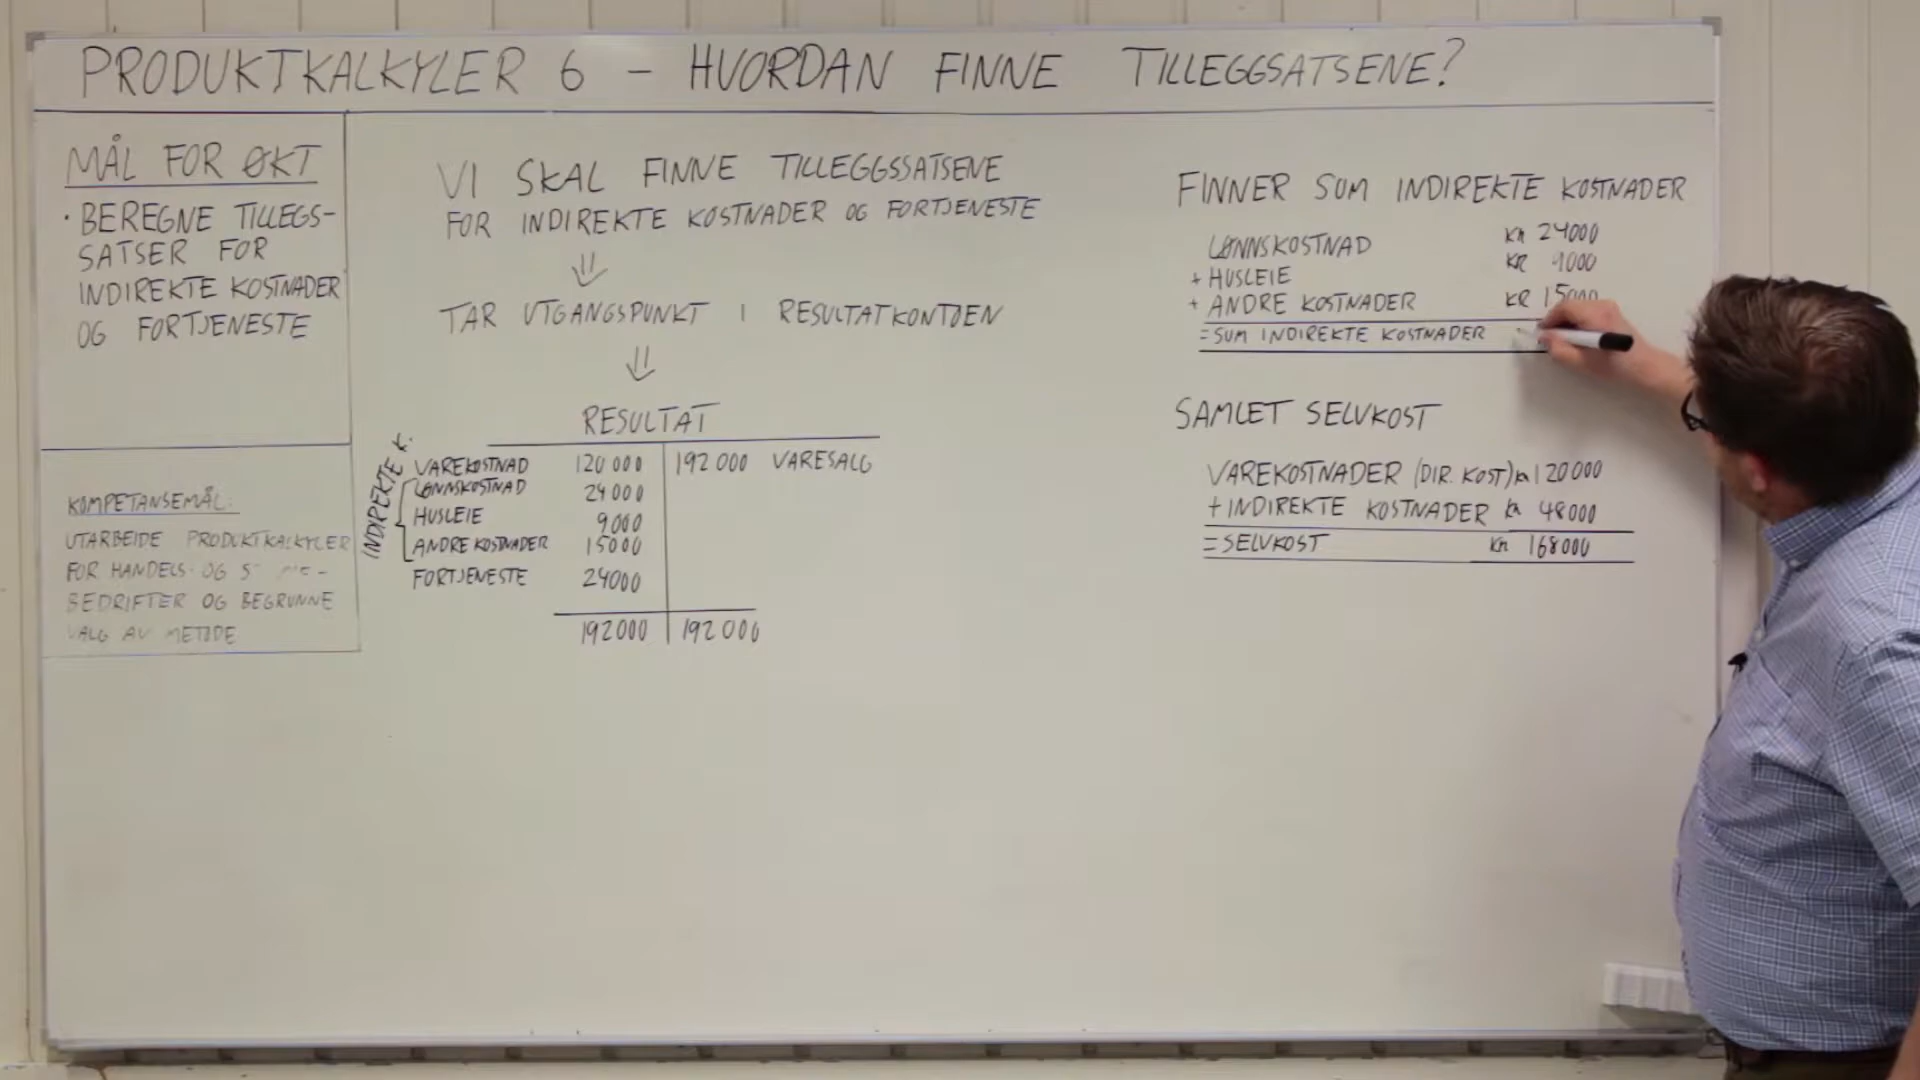 PRODUKTKALKYLER 6 – HVORDAN FINNE TILLEGGSATSENE?
MÅL FOR ØKT
· BEREGNE TILLEGS-
SATSER FOR
INDIREKTE KOSTNADER
OG FORTJENESTE
KOMPETANSEMÅL:
UTARBEIDE PRODUKTKALKYLER
FOR HANDELS- OG
BEDRIFTER OG BEGRUNNE
VALG AV METODE
VI SKAL FINNE TILLEGGSSATSENE
FOR INDIREKTE KOSTNADER OG FORTJENESTE
⇓
TAR UTGANGSPUNKT I RESULTATKONTOEN
⇓
RESULTAT
INDIREKTE K.
VAREKOSTNAD 120 000 192 000 VARESALG
LØNNSKOSTNAD 24 000
HUSLEIE 9 000
ANDRE KOSTNADER 15 000
FORTJENESTE 24000
192000 192 000
FINNER SUM INDIREKTE KOSTNADER
LØNNSKOSTNAD KR 24000
+ HUSLEIE KR 9000
+ ANDRE KOSTNADER KR 15000
= SUM INDIREKTE KOSTNADER
SAMLET SELVKOST
VAREKOSTNADER (DIR. KOST) KR 120000
+ INDIREKTE KOSTNADER KR 48000
= SELVKOST KR 168000